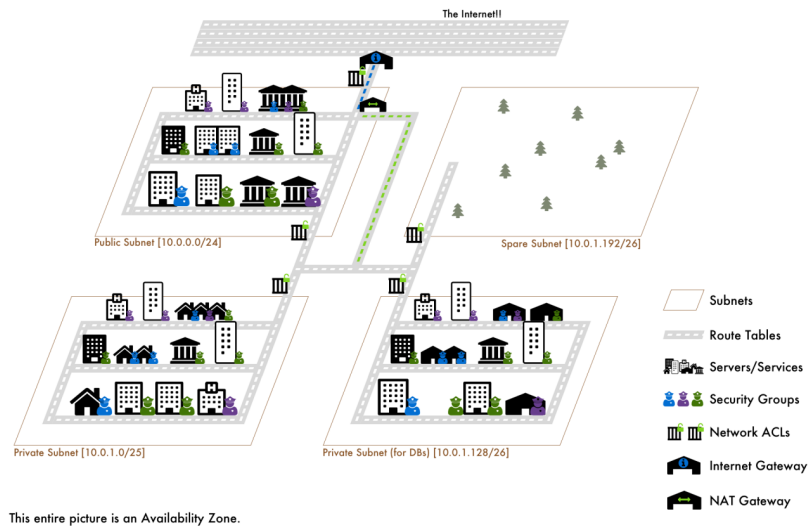 The Internet!!
Public Subnet [10.0.0.0/24]
Spare Subnet [10.0.1.192/26]
Private Subnet [10.0.1.0/25]
Private Subnet (for DBs) [10.0.1.128/26]
Subnets
Route Tables
Servers/Services
Security Groups
Network ACLs
Internet Gateway
NAT Gateway
This entire picture is an Availability Zone.